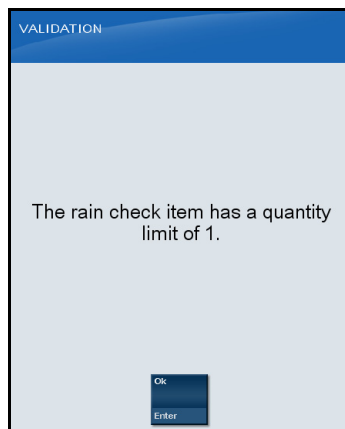 VALIDATION
The rain check item has a quantity
limit of 1.
Ok
Enter